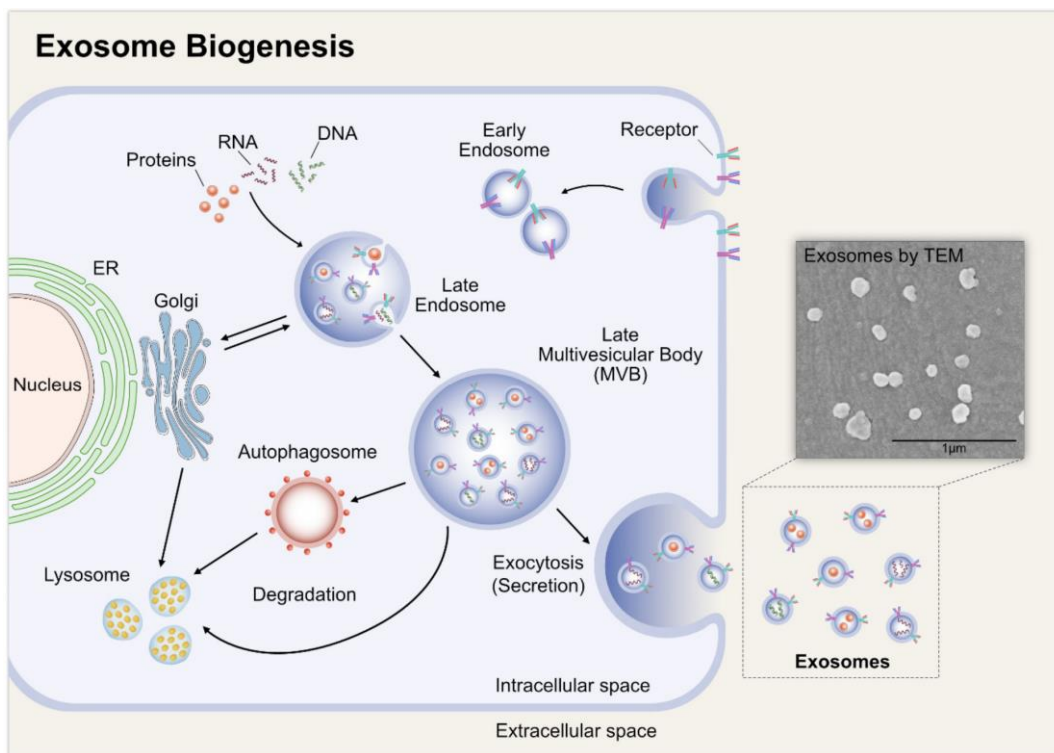 Exosome Biogenesis
DNA
RNA
Proteins
Early
Endosome
Receptor
ER
Golgi
Late
Endosome
Nucleus
Late
Multivesicular Body
(MVB)
Exosomes by TEM
1µm
Autophagosome
Lysosome
Degradation
Exocytosis
(Secretion)
Exosomes
Intracellular space
Extracellular space